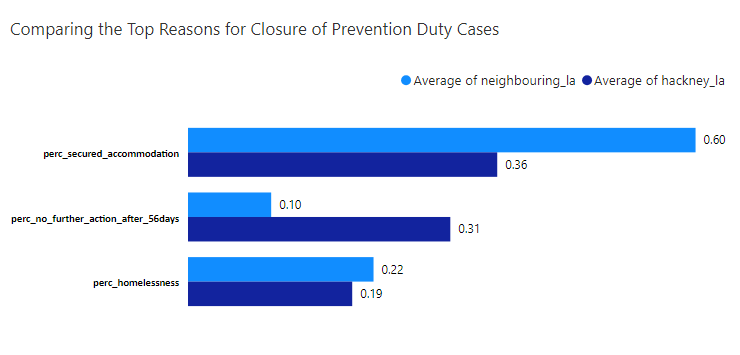 Comparing the Top Reasons for Closure of Prevention Duty Cases
Average of neighbouring_la Average of hackney_la
perc_secured_accommodation
0.60
0.36
perc_no_further_action_after_56days
0.10
0.31
perc_homelessness
0.22
0.19